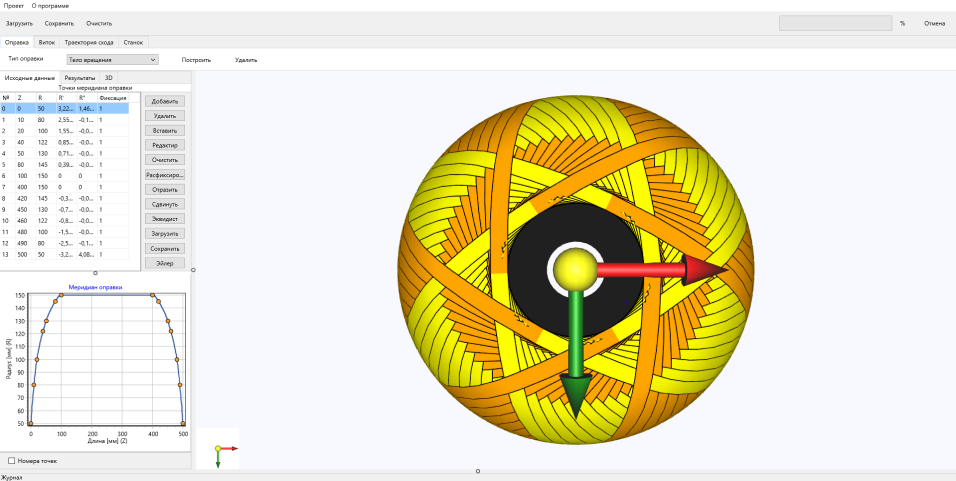 Проект О программе
Загрузить Сохранить Очистить
% Отмена
Оправка Виток Траектория схода Станок
Тип оправки Тело вращения Построить Удалить
Исходные данные Результаты 3D
Точки меридиана оправки
№ Z R R' R" Фиксация
0 0 50 3,22... 1,46... 1
1 10 80 2,55... -0,1... 1
2 20 100 1,55... -0,0... 1
3 40 122 0,85... -0,0... 1
4 50 130 0,71... -0,0... 1
5 80 145 0,39... -0,0... 1
6 100 150 0 0 1
7 400 150 0 0 1
8 420 145 -0,3... -0,0... 1
9 450 130 -0,7... -0,0... 1
10 460 122 -0,8... -0,0... 1
11 480 100 -1,5... -0,0... 1
12 490 80 -2,5... -0,1... 1
13 500 50 -3,2... 4,08... 1
Добавить
Удалить
Вставить
Редактир
Очистить
Расфиксиро...
Отразить
Сдвинуть
Эквидист
Загрузить
Сохранить
Эйлер
Меридиан оправки
Радиус [мм] (R)
150
140
130
120
110
100
90
80
70
60
50
0 100 200 300 400 500
Длина [мм] (Z)
Номера точек
Журнал